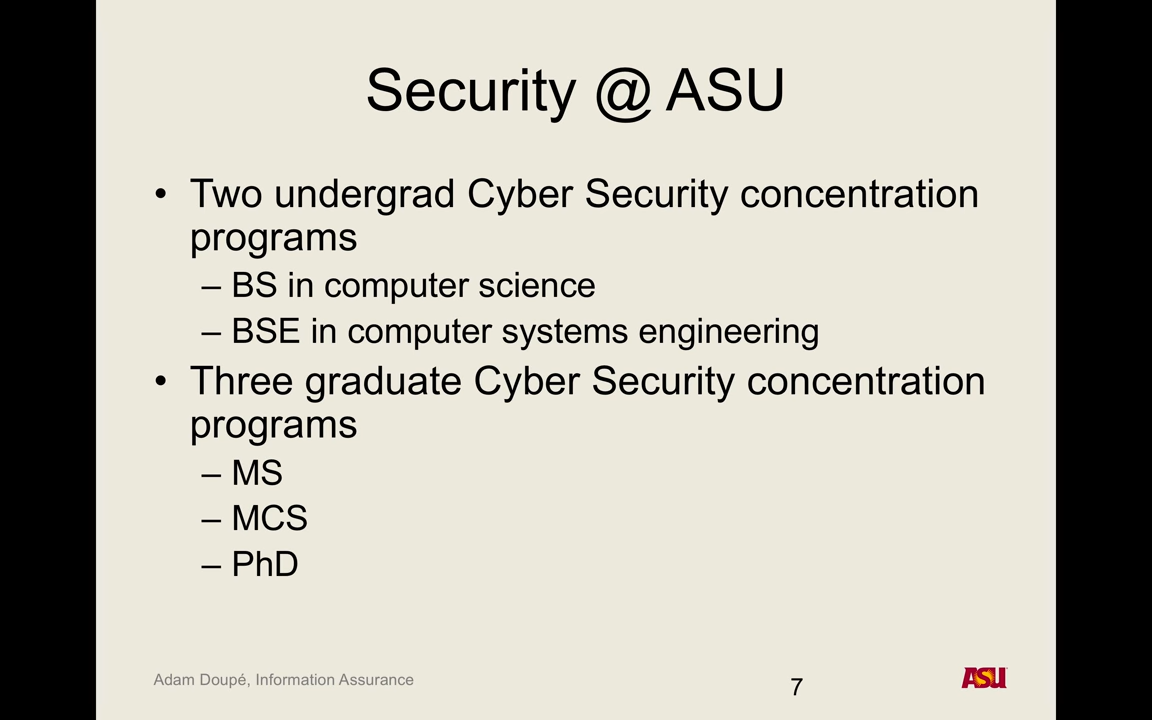 Security @ ASU
• Two undergrad Cyber Security concentration
programs
– BS in computer science
– BSE in computer systems engineering
• Three graduate Cyber Security concentration
programs
– MS
– MCS
– PhD
Adam Doupé, Information Assurance
7
ASU